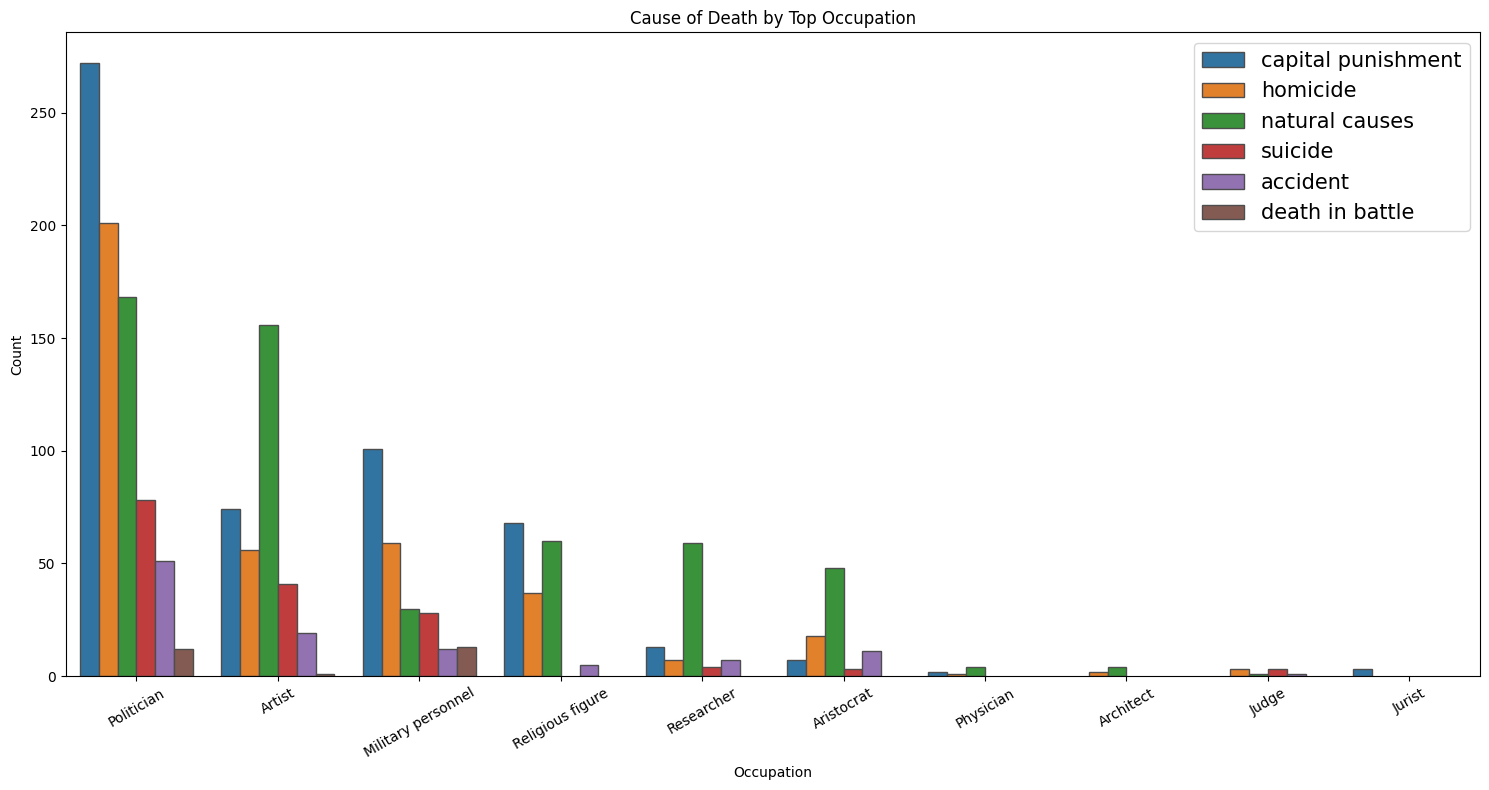 Cause of Death by Top Occupation
capital punishment
homicide
natural causes
suicide
accident
death in battle
Count
250
200
150
100
50
0
Politician
Artist
Military personnel
Religious figure
Researcher
Aristocrat
Physician
Architect
Judge
Jurist
Occupation